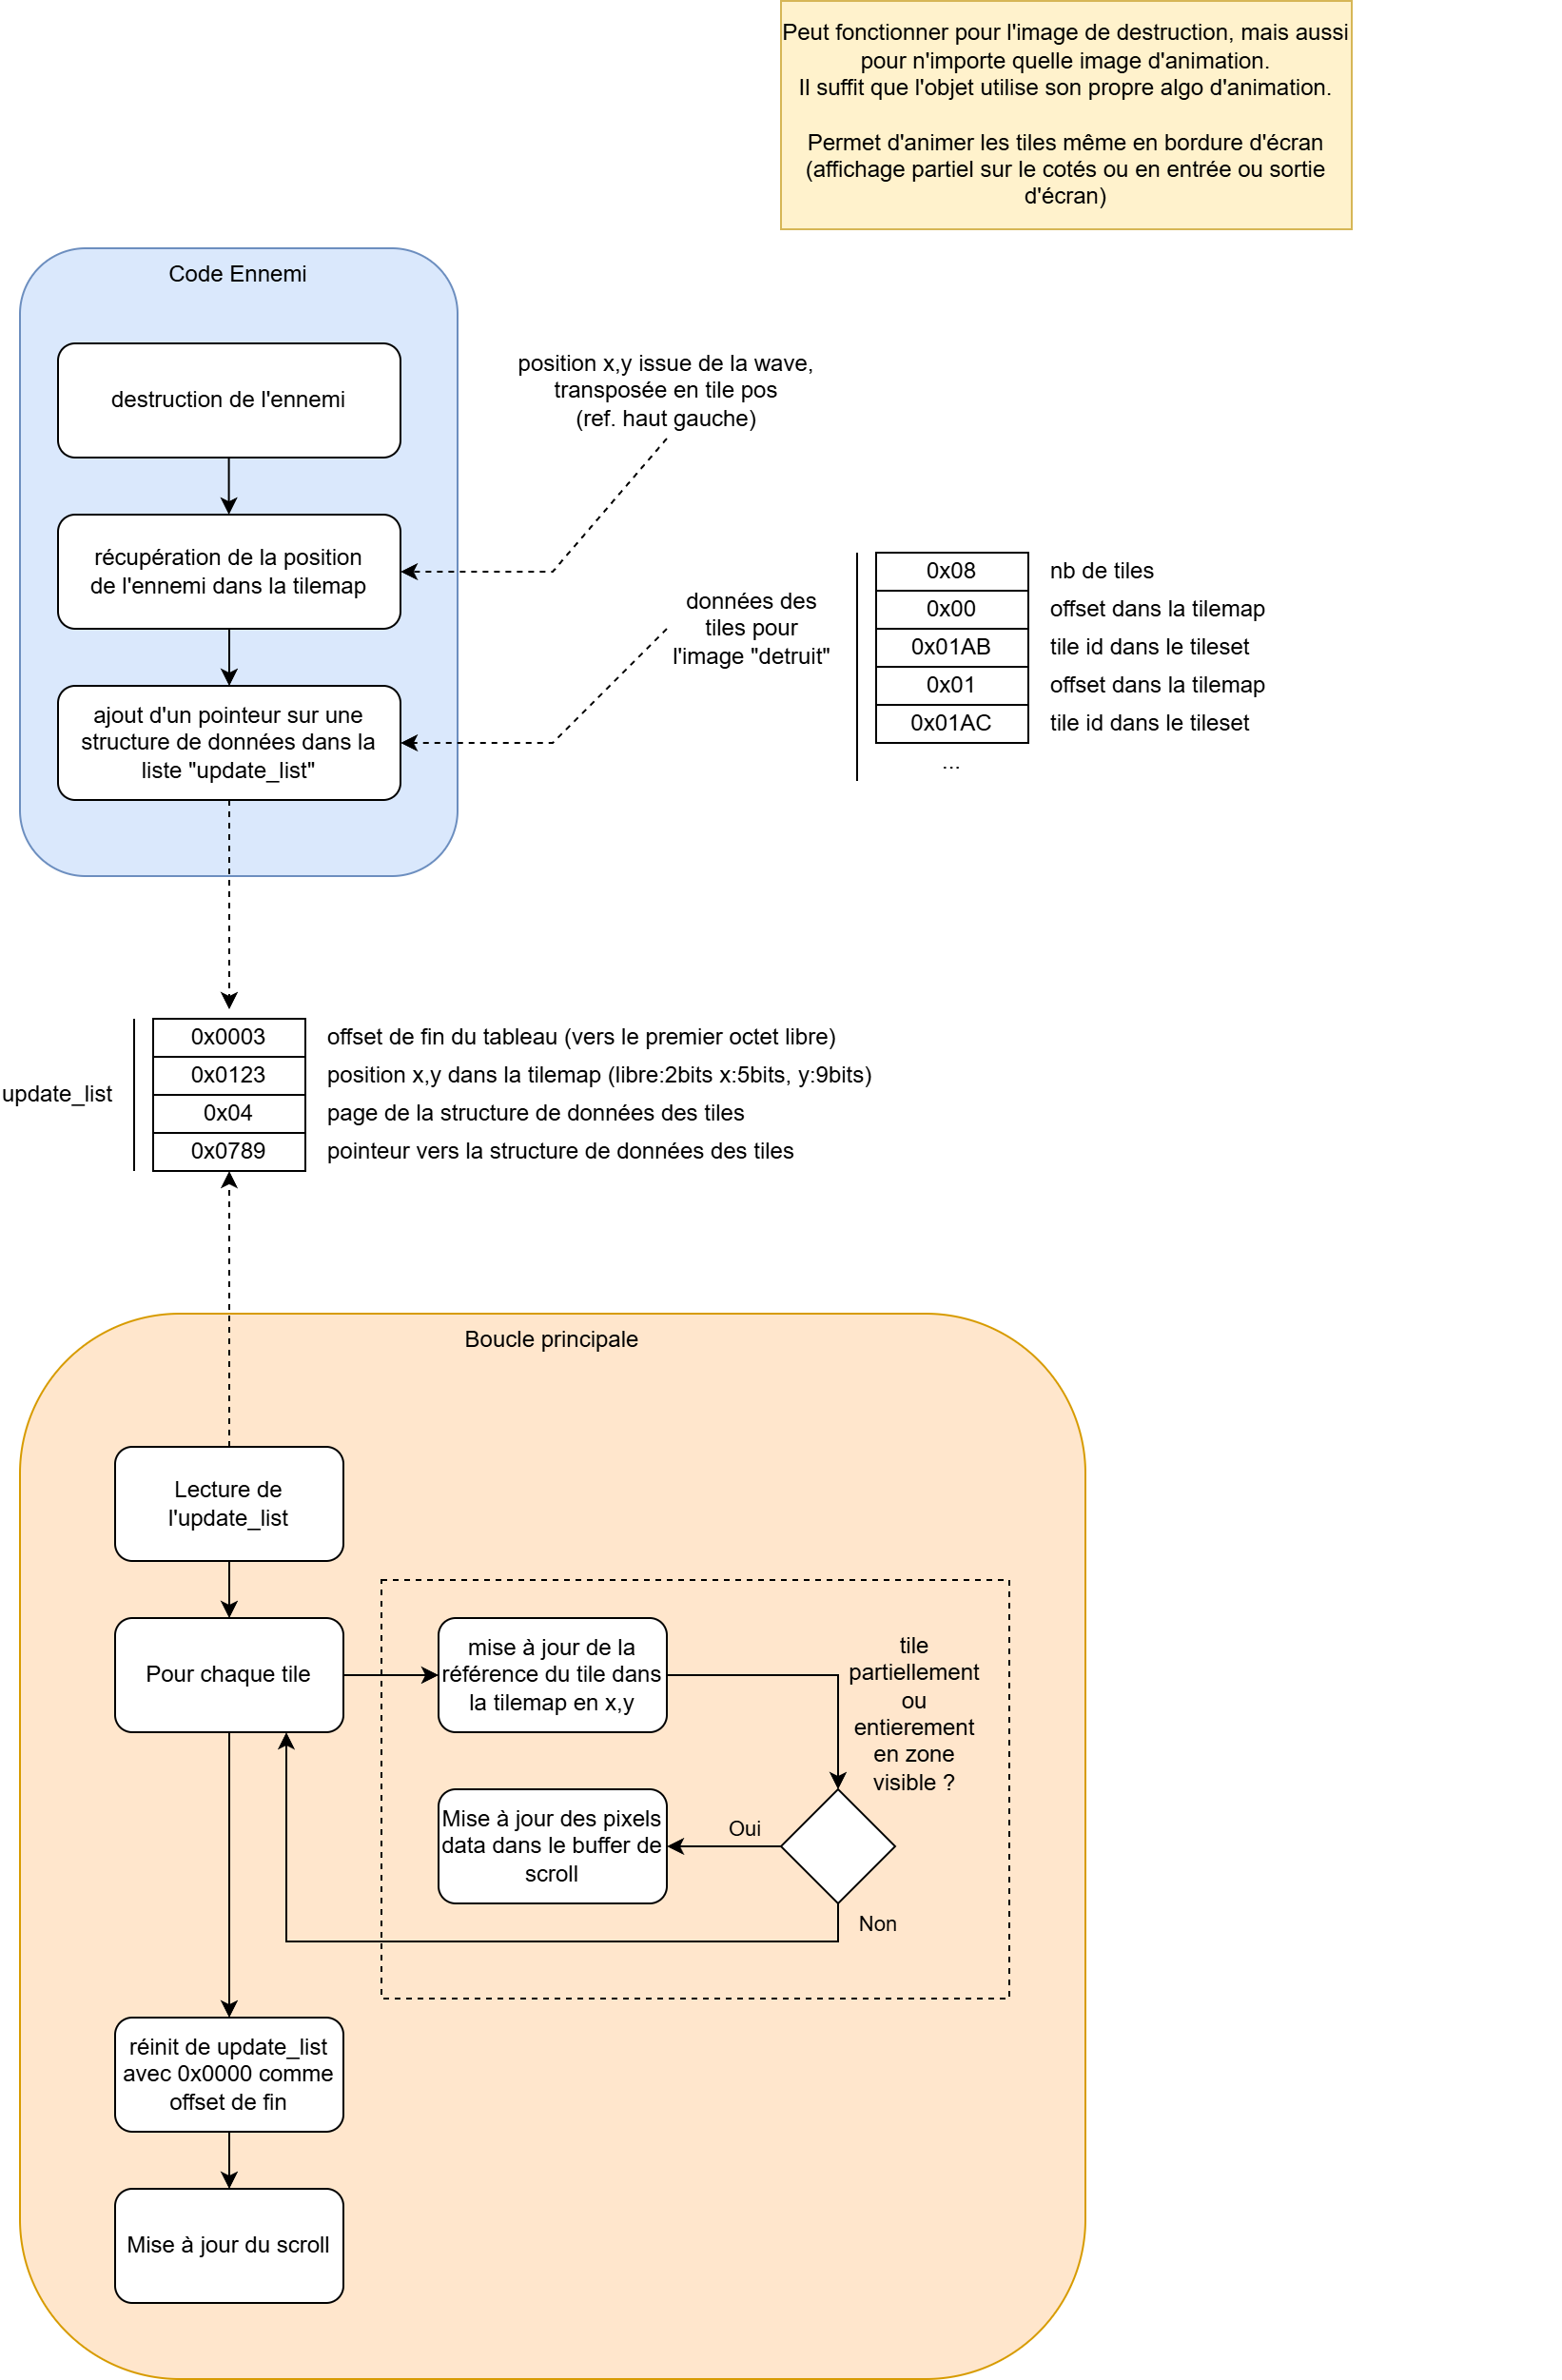 Peut fonctionner pour l'image de destruction, mais aussi
pour n'importe quelle image d'animation.
Il suffit que l'objet utilise son propre algo d'animation.
Permet d'animer les tiles même en bordure d'écran
(affichage partiel sur le cotés ou en entrée ou sortie
d'écran)
Code Ennemi
destruction de l'ennemi
position x,y issue de la wave,
transposée en tile pos
(ref. haut gauche)
récupération de la position
de l'ennemi dans la tilemap
données des
tiles pour
l'image "detruit"
0x08 nb de tiles
0x00 offset dans la tilemap
0x01AB tile id dans le tileset
0x01 offset dans la tilemap
0x01AC tile id dans le tileset
...
ajout d'un pointeur sur une
structure de données dans la
liste "update_list"
update_list
0x0003 offset de fin du tableau (vers le premier octet libre)
0x0123 position x,y dans la tilemap (libre:2bits x:5bits, y:9bits)
0x04 page de la structure de données des tiles
0x0789 pointeur vers la structure de données des tiles
Boucle principale
Lecture de
l'update_list
Pour chaque tile
mise à jour de la
référence du tile dans
la tilemap en x,y
tile
partiellement
ou
entierement
en zone
visible ?
Mise à jour des pixels
data dans le buffer de
scroll
Oui
Non
réinit de update_list
avec 0x0000 comme
offset de fin
Mise à jour du scroll